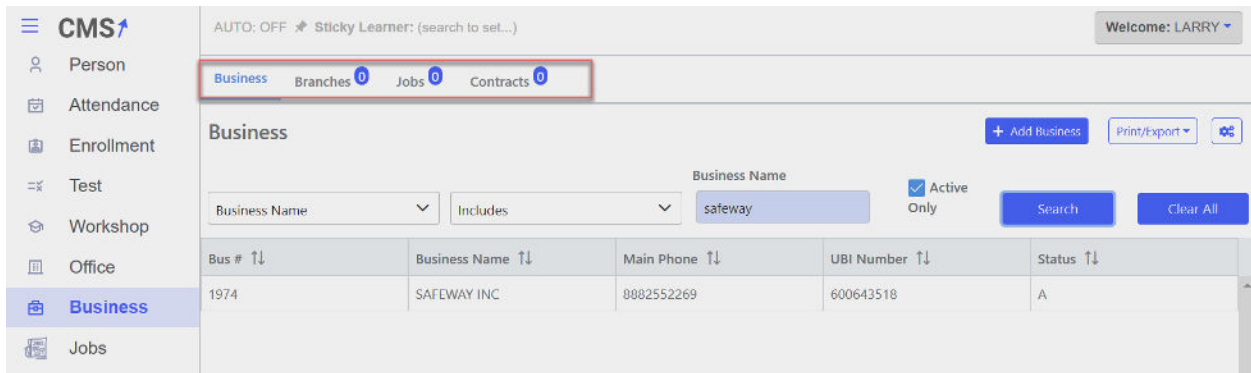 CMS
AUTO: OFF Sticky Learner: (search to set...)
Welcome: LARRY
Person
Attendance
Enrollment
Test
Workshop
Office
Business
Jobs
Business Branches 0 Jobs 0 Contracts 0
Business
+ Add Business Print/Export
Business Name
Business Name Includes safeway Active Only Search Clear All
Bus # Business Name Main Phone UBI Number Status
1974 SAFEWAY INC 8882552269 600643518 A